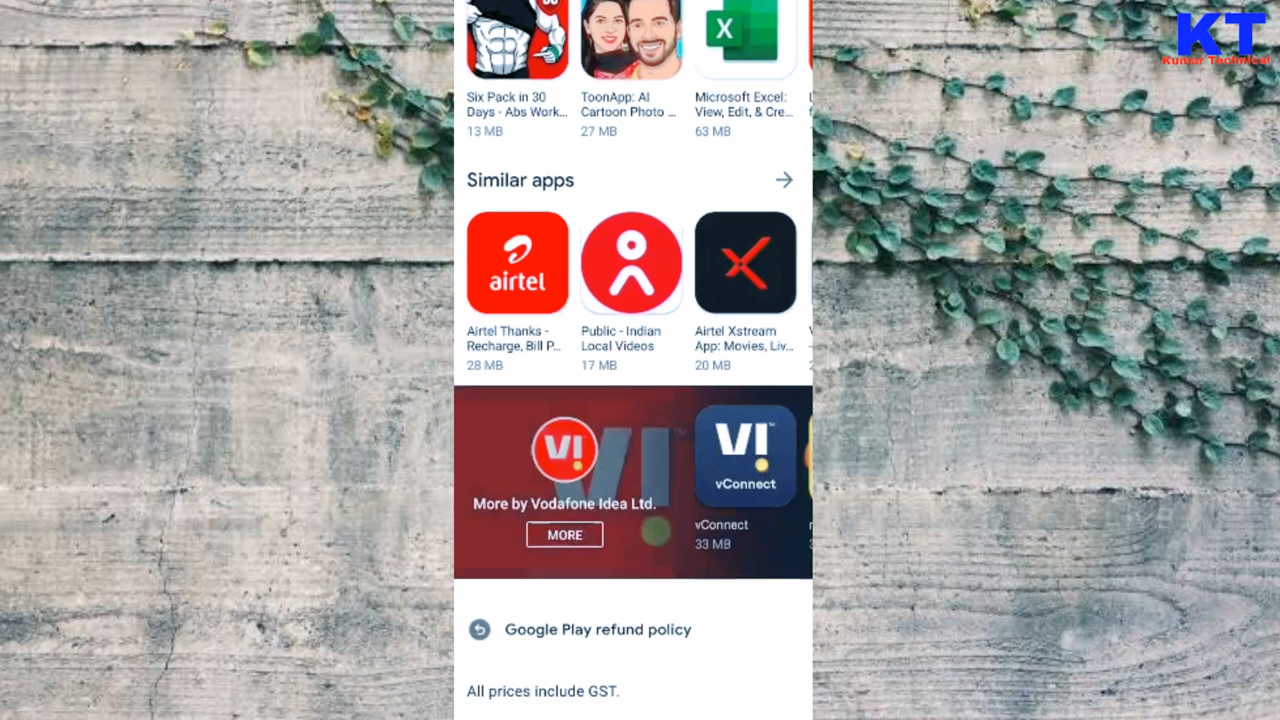 KT
Kumar Technical
Six Pack in 30
Days - Abs Work...
13 MB
ToonApp: AI
Cartoon Photo ...
27 MB
X
Microsoft Excel:
View, Edit, & Cre...
63 MB
Similar apps
airtel
Airtel Thanks -
Recharge, Bill P...
28 MB
Public - Indian
Local Videos
17 MB
Airtel Xstream
App: Movies, Liv...
20 MB
VI
More by Vodafone Idea Ltd.
MORE
VI
vConnect
vConnect
33 MB
Google Play refund policy
All prices include GST.